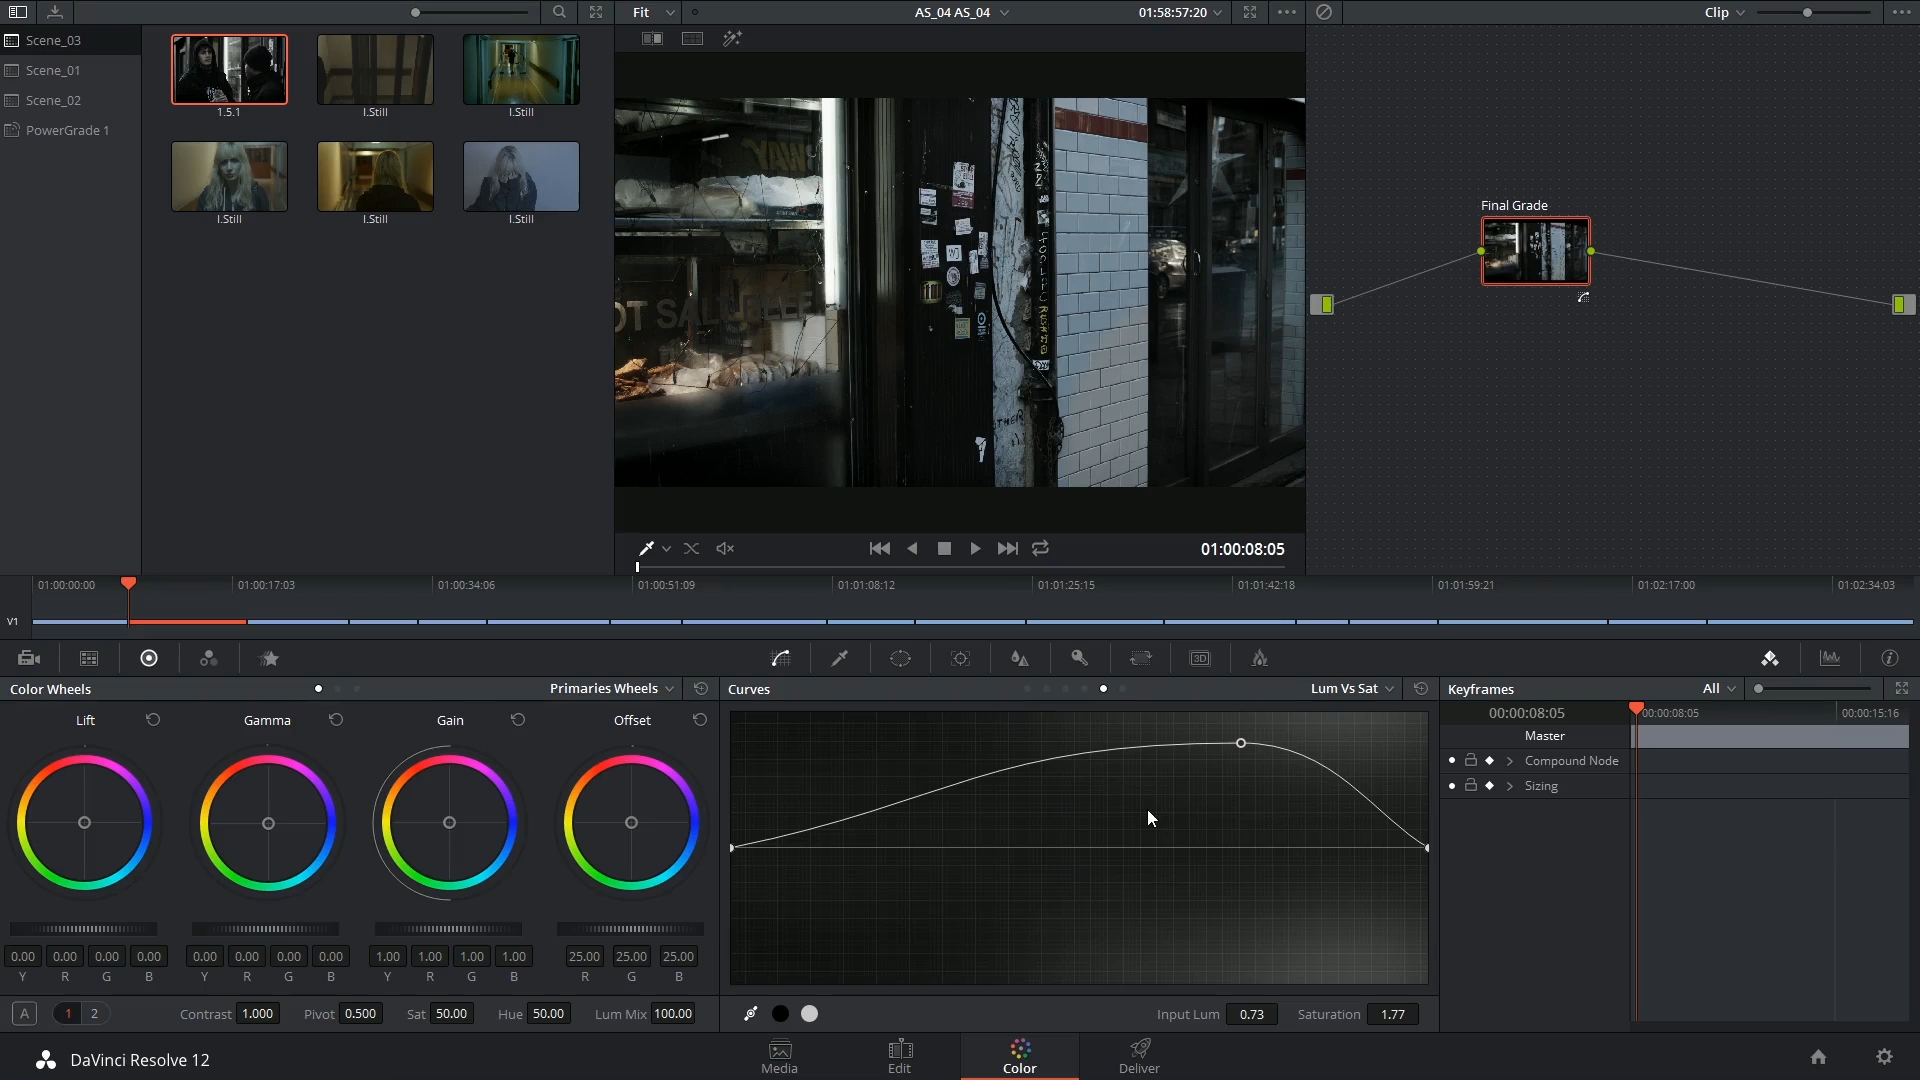 Fit
AS_04 AS_04
01:58:57:20
Clip
Scene_03
Scene_01
Scene_02
PowerGrade 1
1.5.1
I.Still
I.Still
I.Still
I.Still
I.Still
OT SALT BEEF
Final Grade
01:00:08:05
01:00:00:00
01:00:17:03
01:00:34:06
01:00:51:09
01:01:08:12
01:01:25:15
01:01:42:18
01:01:59:21
01:02:17:00
01:02:34:03
V1
3D
Color Wheels
Primaries Wheels
Curves
Lum Vs Sat
Keyframes
All
Lift
Gamma
Gain
Offset
00:00:08:05
00:00:08:05
00:00:15:16
Master
Compound Node
Sizing
0.00 0.00 0.00 0.00
0.00 0.00 0.00 0.00
1.00 1.00 1.00 1.00
25.00 25.00 25.00
Y R G B
Y R G B
Y R G B
R G B
A
1 2
Contrast 1.000
Pivot 0.500
Sat 50.00
Hue 50.00
Lum Mix 100.00
Input Lum 0.73
Saturation 1.77
DaVinci Resolve 12
Media
Edit
Color
Deliver